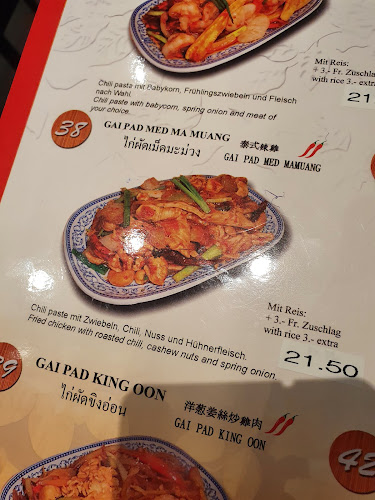 Mit Reis:
+ 3.- Fr. Zuschlag
with rice 3.- extra
21
Chili pasta mit Babykorn, Frühlingszwiebeln und Fleisch
nach Wahl.
Chili paste with babycorn, spring onion and meat of
your choice.
38
GAI PAD MED MA MUANG
ไก่ผัดเม็ดมะม่วง
泰式辣雞
GAI PAD MED MAMUANG
Chili paste mit Zwiebeln, Chili, Nuss und Hühnerfleisch.
Fried chicken with roasted chili, cashew nuts and spring onion.
Mit Reis:
+ 3.- Fr. Zuschlag
with rice 3.- extra
21.50
39
GAI PAD KING OON
ไก่ผัดขิงอ่อน
洋葱姜絲炒雞肉
GAI PAD KING OON
42